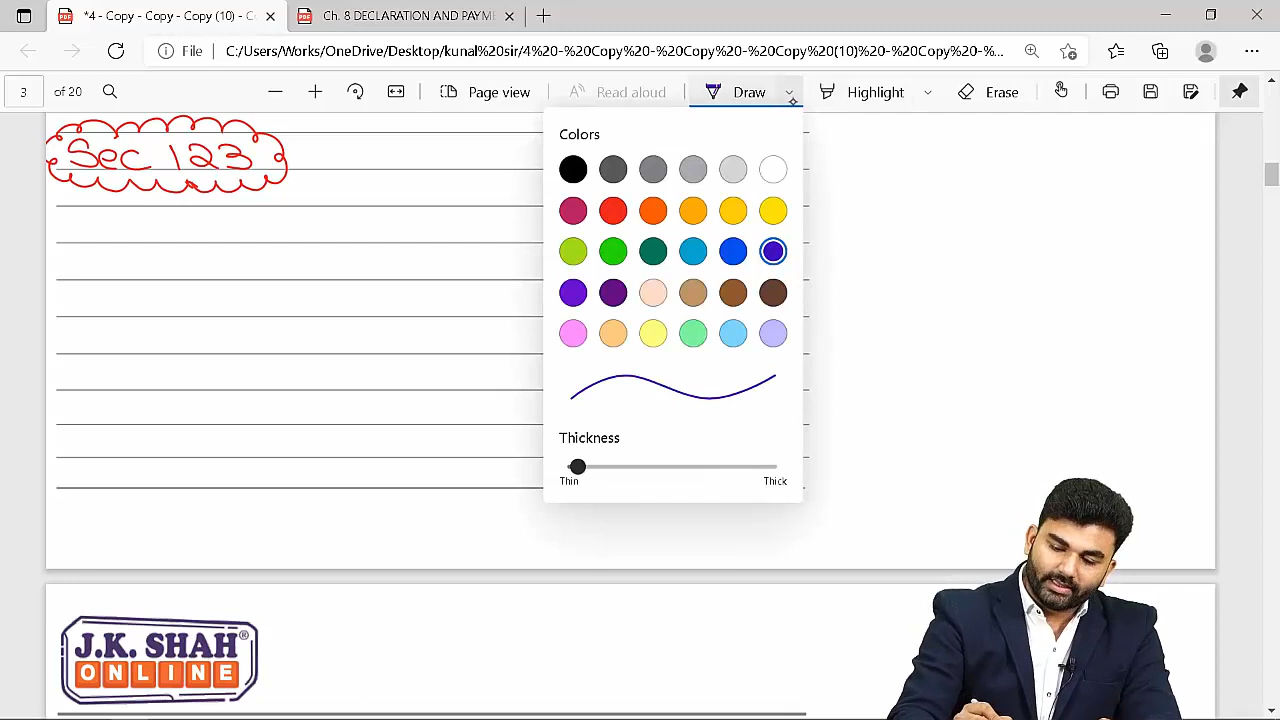 *4 - Copy - Copy - Copy (10) - C
Ch. 8 DECLARATION AND PAYM
File
C:/Users/Works/OneDrive/Desktop/kunal%20sir/4%20-%20Copy%20-%20Copy%20-%20Copy%20(10)%20-%20Copy%20-%...
3 of 20
Page view
Read aloud
Draw
Highlight
Erase
Sec 123
Colors
Thickness
Thin
Thick
J.K. SHAH®
ONLINE